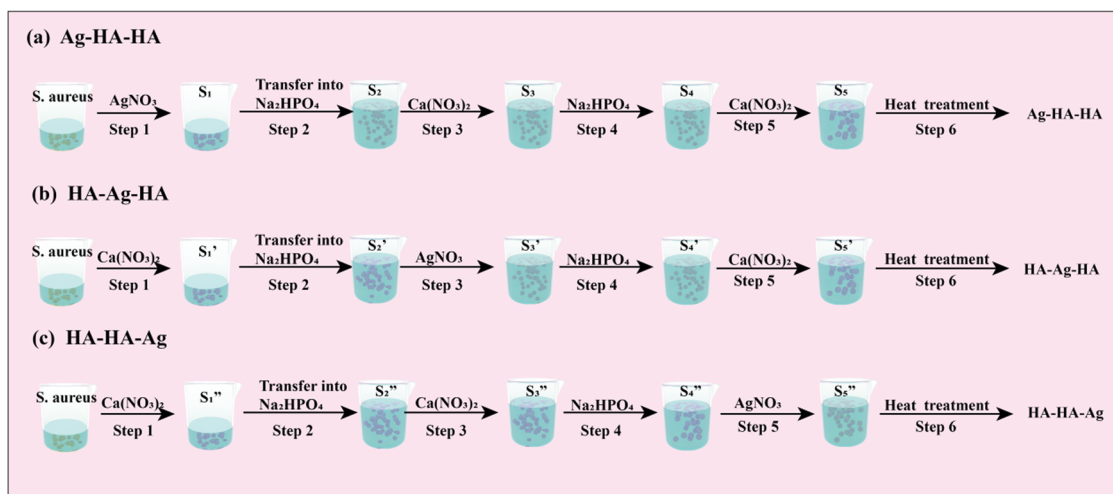 (a) Ag-HA-HA
S. aureus
AgNO₃
Step 1
S₁
Transfer into
Na₂HPO₄
Step 2
S₂
Ca(NO₃)₂
Step 3
S₃
Na₂HPO₄
Step 4
S₄
Ca(NO₃)₂
Step 5
S₅
Heat treatment
Step 6
Ag-HA-HA
(b) HA-Ag-HA
S. aureus
Ca(NO₃)₂
Step 1
S₁’
Transfer into
Na₂HPO₄
Step 2
S₂’
AgNO₃
Step 3
S₃’
Na₂HPO₄
Step 4
S₄’
Ca(NO₃)₂
Step 5
S₅’
Heat treatment
Step 6
HA-Ag-HA
(c) HA-HA-Ag
S. aureus
Ca(NO₃)₂
Step 1
S₁”
Transfer into
Na₂HPO₄
Step 2
S₂”
Ca(NO₃)₂
Step 3
S₃”
Na₂HPO₄
Step 4
S₄”
AgNO₃
Step 5
S₅”
Heat treatment
Step 6
HA-HA-Ag